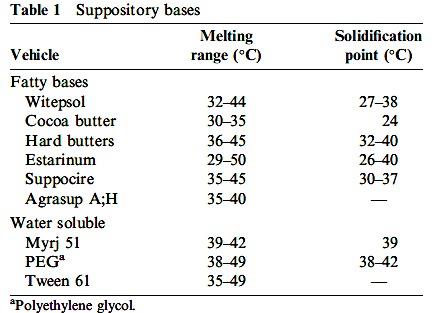 Table 1 Suppository bases
Melting Solidification
Vehicle range (°C) point (°C)
Fatty bases
Witepsol 32–44 27–38
Cocoa butter 30–35 24
Hard butters 36–45 32–40
Estarinum 29–50 26–40
Suppocire 35–45 30–37
Agrasup A;H 35–40 —
Water soluble
Myrj 51 39–42 39
PEGa 38–49 38–42
Tween 61 35–49 —
aPolyethylene glycol.